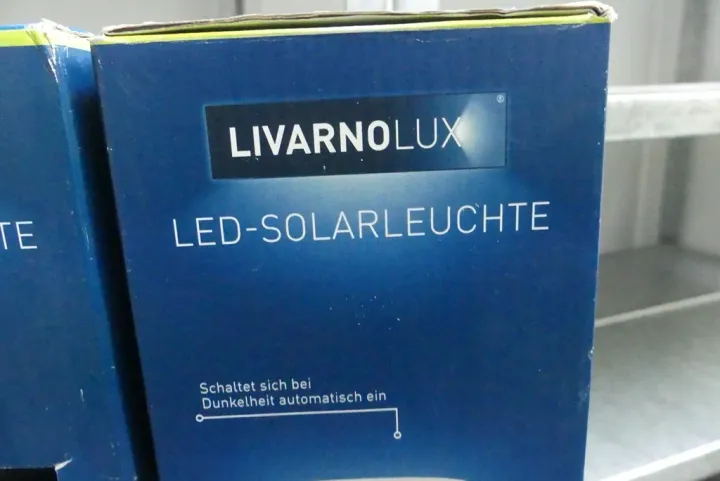 LIVARNOLUX®
TE
LED-SOLARLEUCHTE
Schaltet sich bei
Dunkelheit automatisch ein